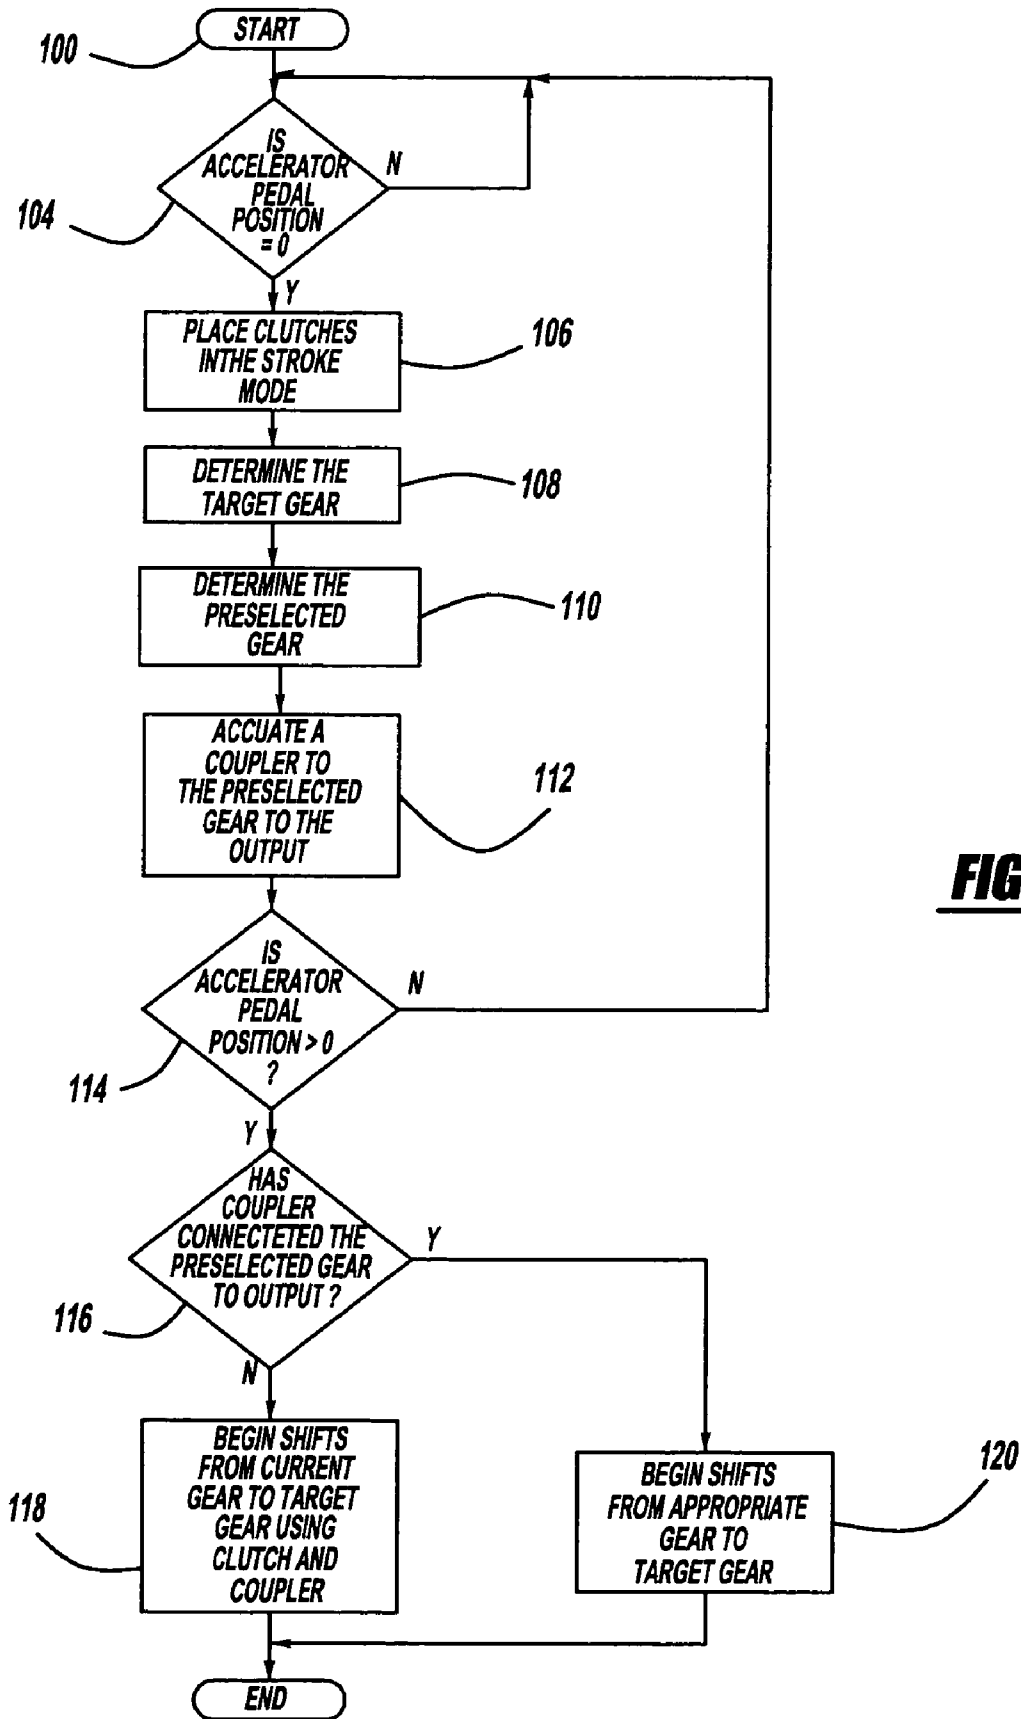 START
100
IS
ACCELERATOR
PEDAL
POSITION
= 0
N
104
Y
PLACE CLUTCHES
INTHE STROKE
MODE
106
DETERMINE THE
TARGET GEAR
108
DETERMINE THE
PRESELECTED
GEAR
110
ACCUATE A
COUPLER TO
THE PRESELECTED
GEAR TO THE
OUTPUT
112
FIG
IS
ACCELERATOR
PEDAL
POSITION > 0
?
N
114
Y
HAS
COUPLER
CONNECTETED THE
PRESELECTED GEAR
TO OUTPUT ?
Y
116
N
BEGIN SHIFTS
FROM CURRENT
GEAR TO TARGET
GEAR USING
CLUTCH AND
COUPLER
118
BEGIN SHIFTS
FROM APPROPRIATE
GEAR TO
TARGET GEAR
120
END